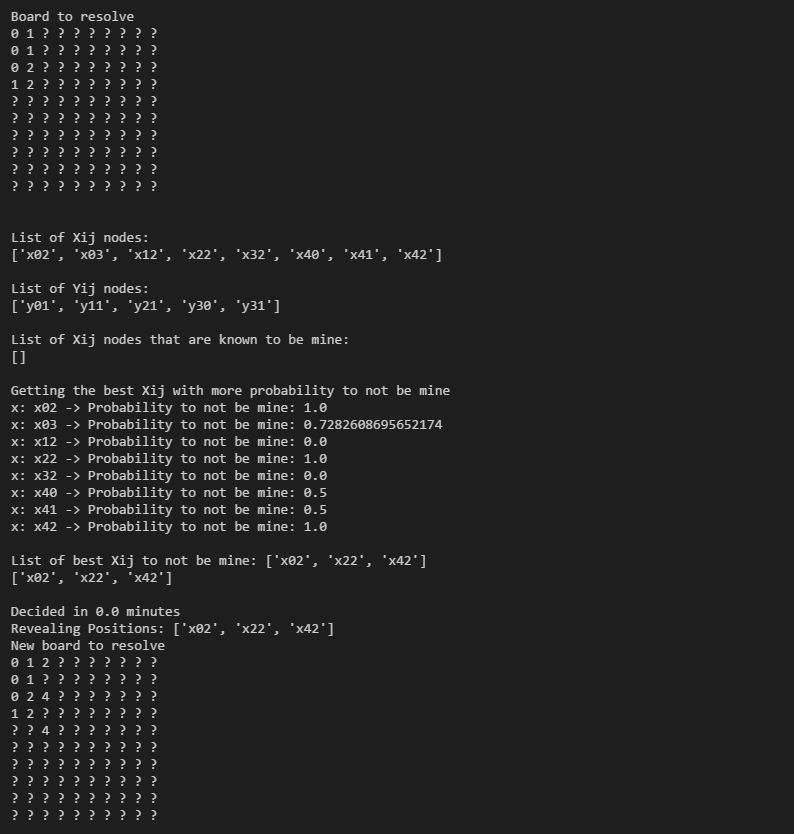 Board to resolve
0 1 ? ? ? ? ? ? ? ?
0 1 ? ? ? ? ? ? ? ?
0 2 ? ? ? ? ? ? ? ?
1 2 ? ? ? ? ? ? ? ?
? ? ? ? ? ? ? ? ? ?
? ? ? ? ? ? ? ? ? ?
? ? ? ? ? ? ? ? ? ?
? ? ? ? ? ? ? ? ? ?
? ? ? ? ? ? ? ? ? ?
? ? ? ? ? ? ? ? ? ?
List of Xij nodes:
['x02', 'x03', 'x12', 'x22', 'x32', 'x40', 'x41', 'x42']
List of Yij nodes:
['y01', 'y11', 'y21', 'y30', 'y31']
List of Xij nodes that are known to be mine:
[]
Getting the best Xij with more probability to not be mine
x: x02 -> Probability to not be mine: 1.0
x: x03 -> Probability to not be mine: 0.7282608695652174
x: x12 -> Probability to not be mine: 0.0
x: x22 -> Probability to not be mine: 1.0
x: x32 -> Probability to not be mine: 0.0
x: x40 -> Probability to not be mine: 0.5
x: x41 -> Probability to not be mine: 0.5
x: x42 -> Probability to not be mine: 1.0
List of best Xij to not be mine: ['x02', 'x22', 'x42']
['x02', 'x22', 'x42']
Decided in 0.0 minutes
Revealing Positions: ['x02', 'x22', 'x42']
New board to resolve
0 1 2 ? ? ? ? ? ? ?
0 1 ? ? ? ? ? ? ? ?
0 2 4 ? ? ? ? ? ? ?
1 2 ? ? ? ? ? ? ? ?
? ? 4 ? ? ? ? ? ? ?
? ? ? ? ? ? ? ? ? ?
? ? ? ? ? ? ? ? ? ?
? ? ? ? ? ? ? ? ? ?
? ? ? ? ? ? ? ? ? ?
? ? ? ? ? ? ? ? ? ?